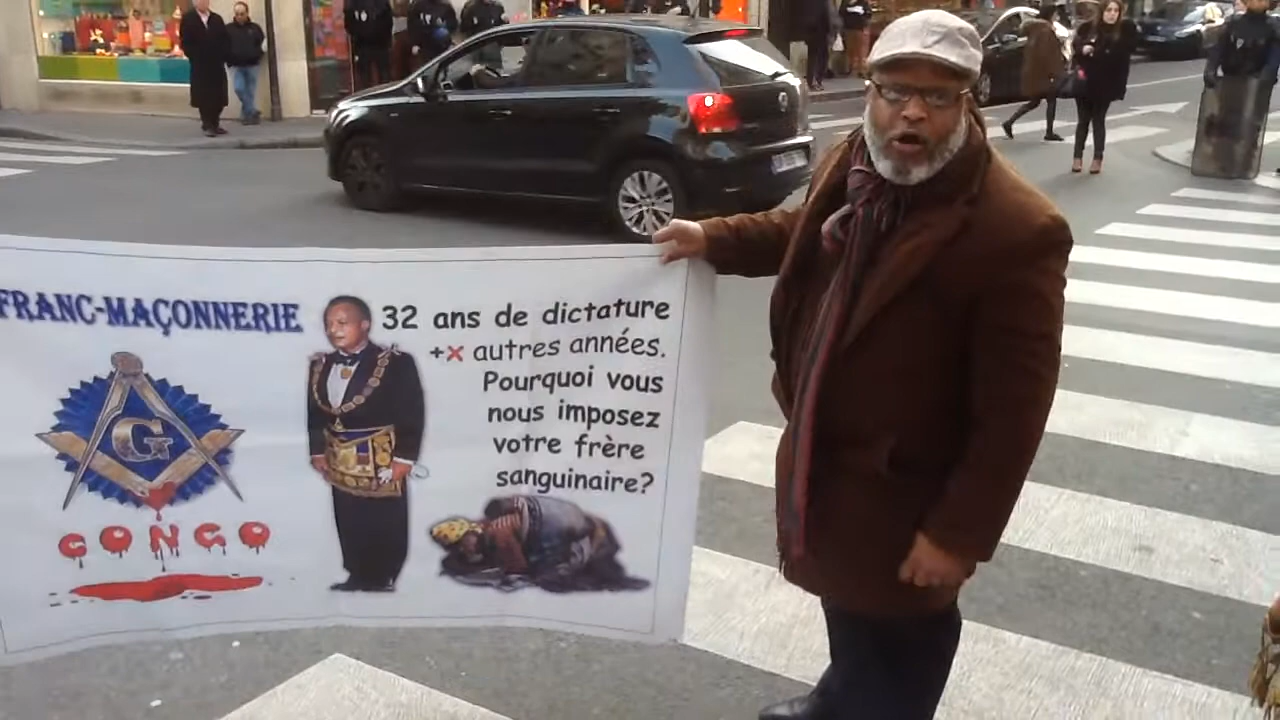 FRANC-MAÇONNERIE
G
CONGO
32 ans de dictature
+x autres années.
Pourquoi vous
nous imposez
votre frère
sanguinaire?